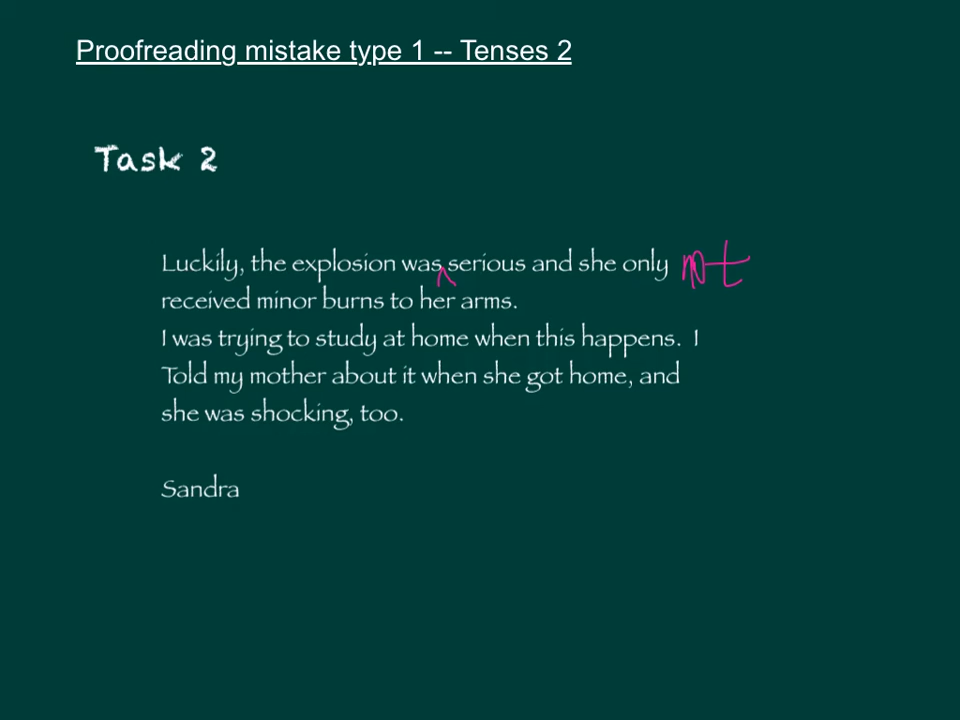 Proofreading mistake type 1 -- Tenses 2
Task 2
Luckily, the explosion was serious and she only not
^
received minor burns to her arms.
I was trying to study at home when this happens. I
Told my mother about it when she got home, and
she was shocking, too.
Sandra